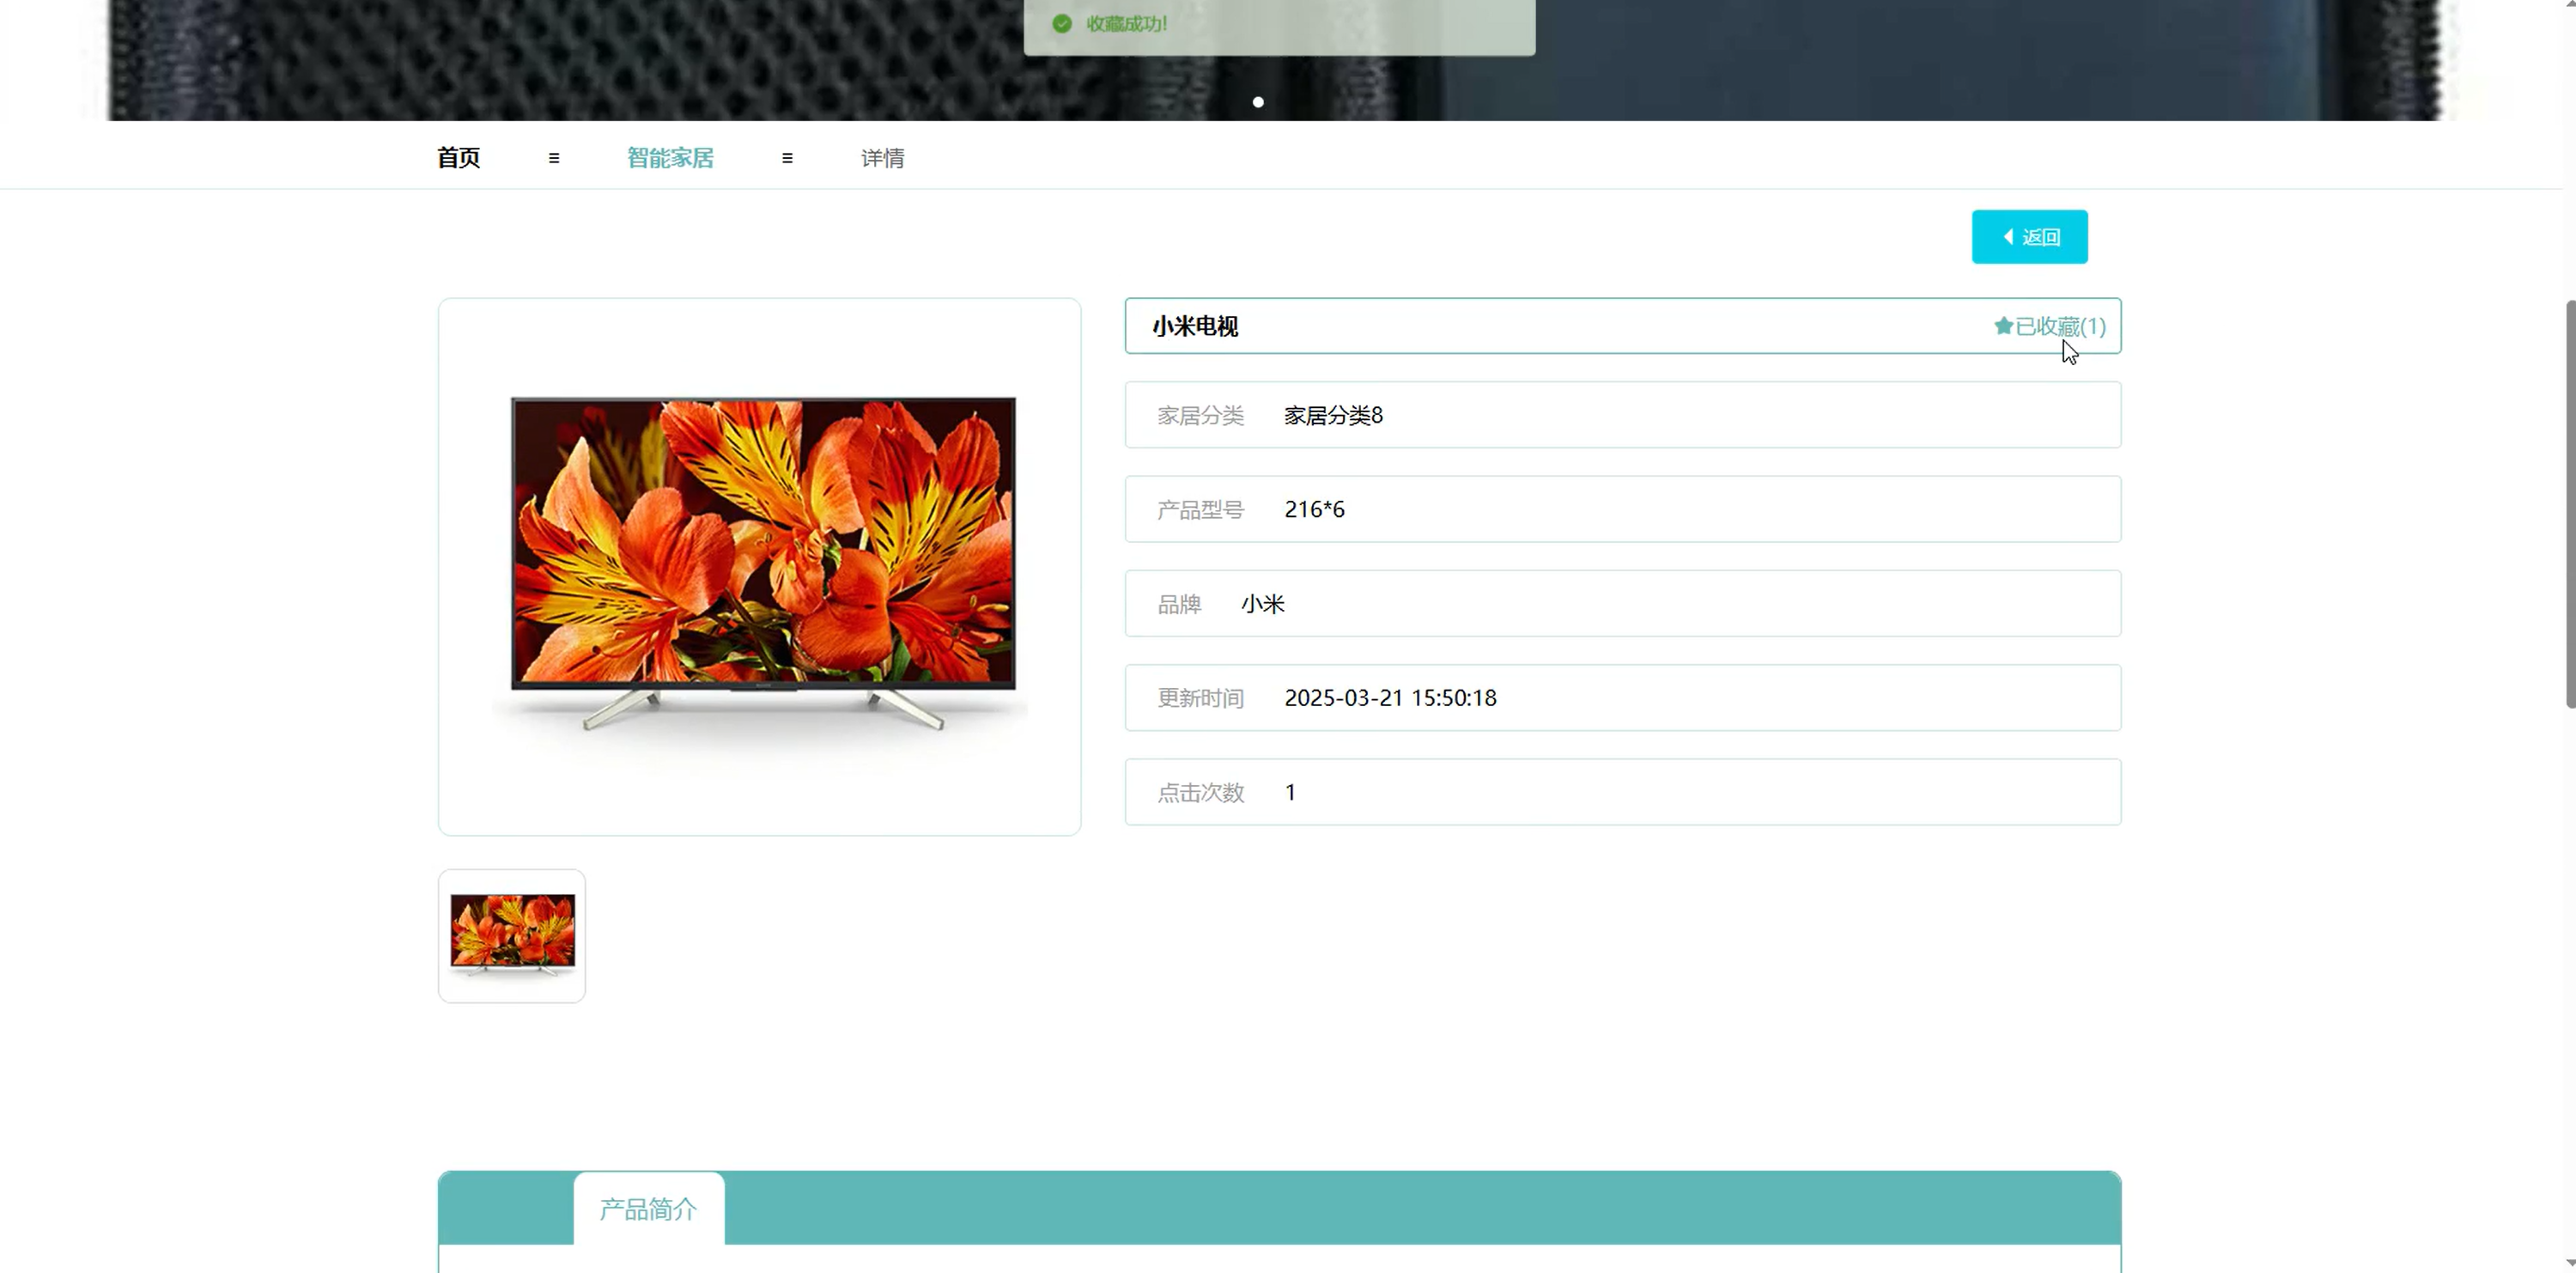 收藏成功!
首页 ≡ 智能家居 ≡ 详情
返回
小米电视 已收藏(1)
家居分类 家居分类8
产品型号 216*6
品牌 小米
更新时间 2025-03-21 15:50:18
点击次数 1
产品简介